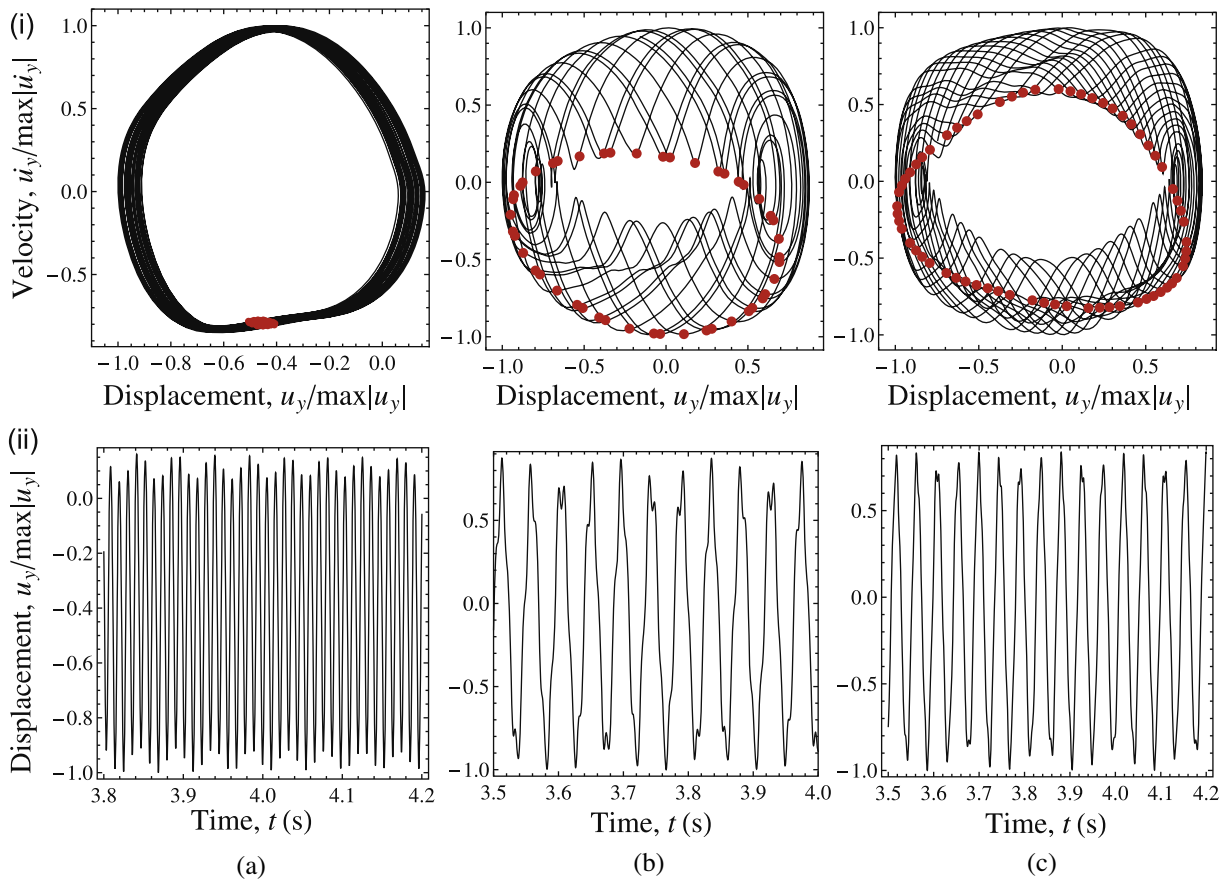 (i)
Velocity, u̇y/max|u̇y|
1.0
0.5
0.0
−0.5
−1.0 −0.8 −0.6 −0.4 −0.2 0.0
Displacement, uy/max|uy|
1.0
0.5
0.0
−0.5
−1.0
−1.0 −0.5 0.0 0.5
Displacement, uy/max|uy|
1.0
0.5
0.0
−0.5
−1.0
−1.0 −0.5 0.0 0.5
Displacement, uy/max|uy|
(ii)
Displacement, uy/max|uy|
0.0
−0.2
−0.4
−0.6
−0.8
−1.0
3.8 3.9 4.0 4.1 4.2
Time, t (s)
(a)
0.5
0.0
−0.5
−1.0
3.5 3.6 3.7 3.8 3.9 4.0
Time, t (s)
(b)
0.5
0.0
−0.5
−1.0
3.5 3.6 3.7 3.8 3.9 4.0 4.1 4.2
Time, t (s)
(c)